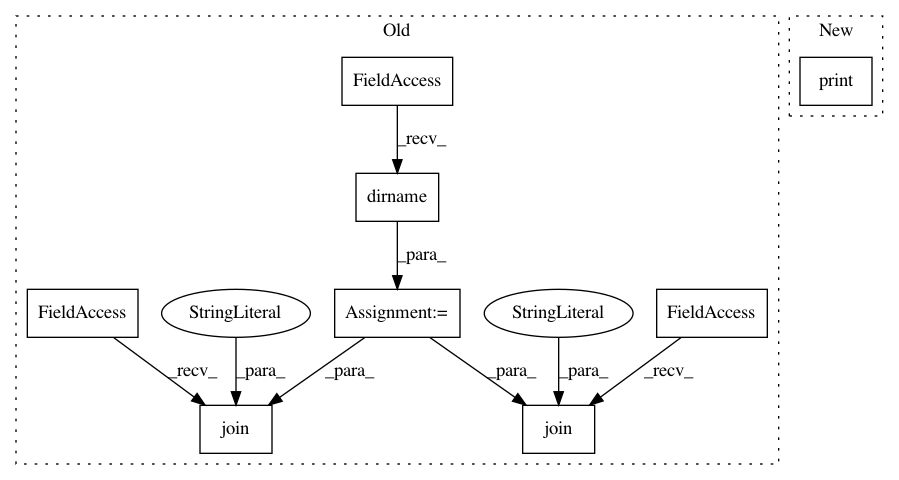 Old
New
FieldAccess
print
_recv_
dirname
_para_
FieldAccess
StringLiteral
Assignment:=
StringLiteral
FieldAccess
_recv_
_para_
_para_
_para_
_para_
_recv_
join
join